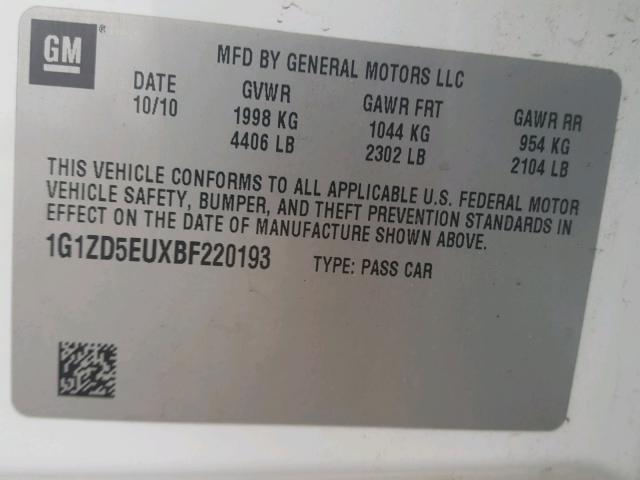 GM
MFD BY GENERAL MOTORS LLC
DATE GVWR GAWR FRT GAWR RR
10/10 1998 KG 1044 KG 954 KG
4406 LB 2302 LB 2104 LB
THIS VEHICLE CONFORMS TO ALL APPLICABLE U.S. FEDERAL MOTOR
VEHICLE SAFETY, BUMPER, AND THEFT PREVENTION STANDARDS IN
EFFECT ON THE DATE OF MANUFACTURE SHOWN ABOVE.
1G1ZD5EUXBF220193 TYPE: PASS CAR